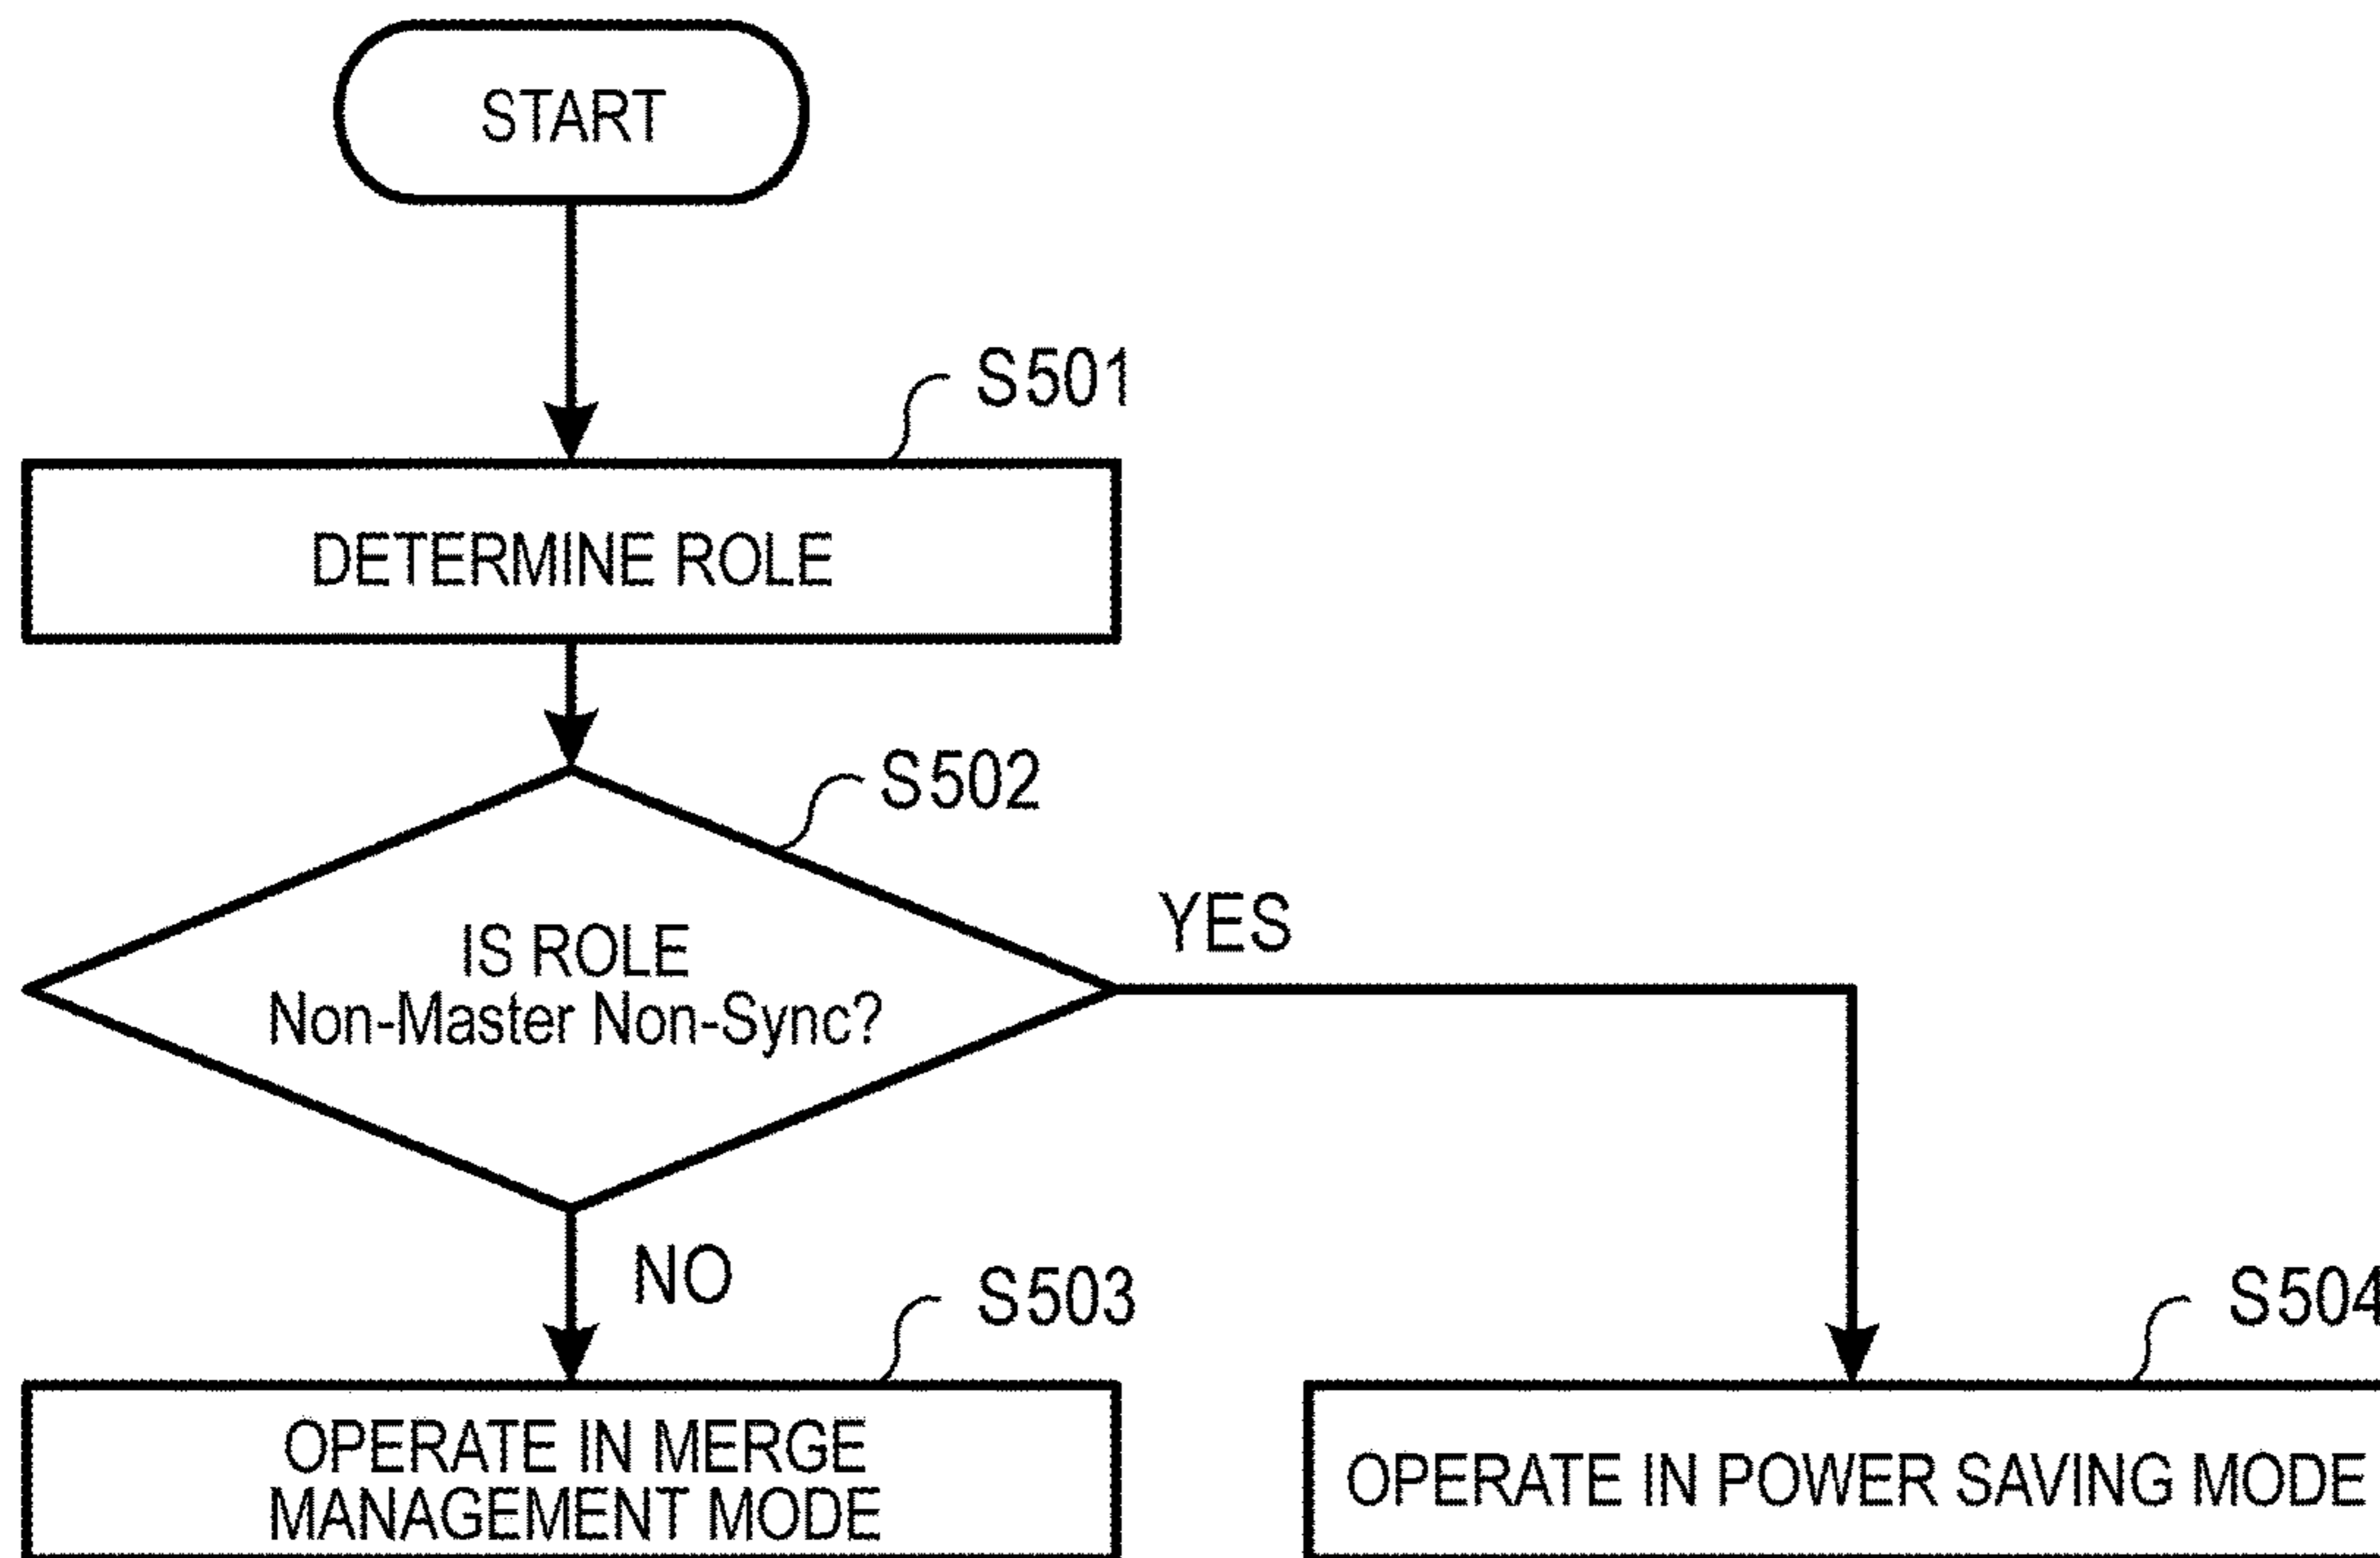 START
S501
DETERMINE ROLE
S502
IS ROLE
Non-Master Non-Sync?
YES
NO
S503
S504
OPERATE IN MERGE
MANAGEMENT MODE
OPERATE IN POWER SAVING MODE